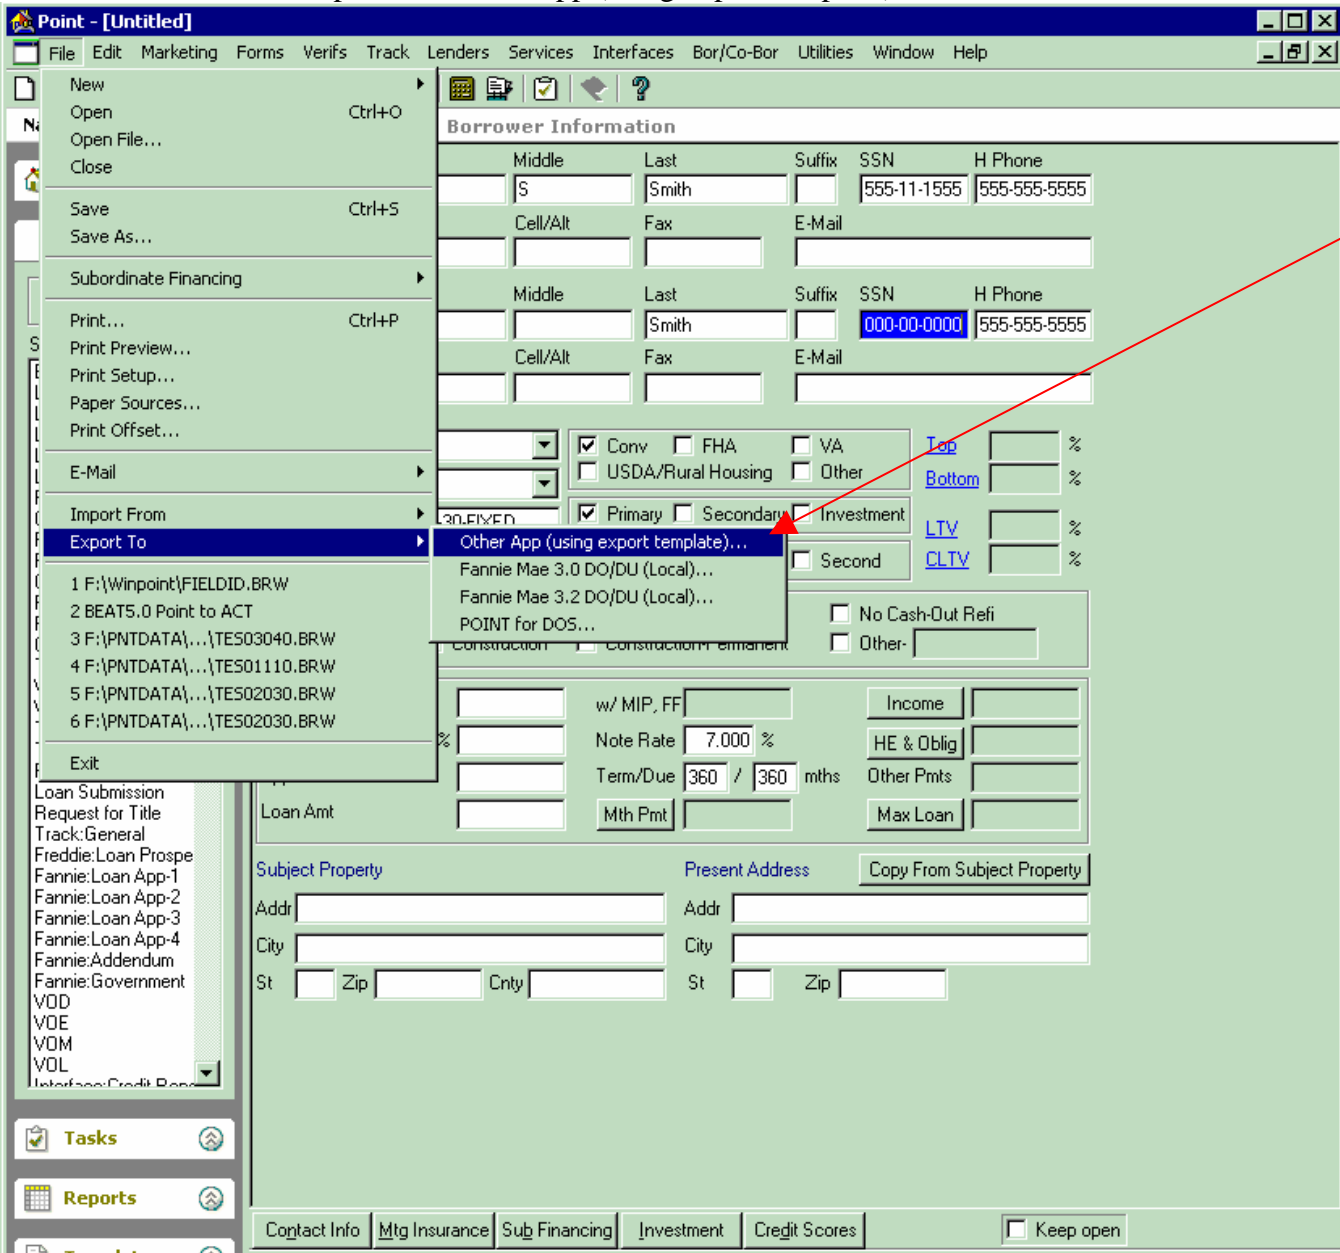 Point - [Untitled]
File Edit Marketing Forms Verifs Track Lenders Services Interfaces Bor/Co-Bor Utilities Window Help
Borrower Information
New
Open Ctrl+O
Open File...
Close
Save Ctrl+S
Save As...
Subordinate Financing
Print... Ctrl+P
Print Preview...
Print Setup...
Paper Sources...
Print Offset...
E-Mail
Import From
Export To
1 F:\Winpoint\FIELDID.BRW
2 BEAT5.0 Point to ACT
3 F:\PNTDATA\...\TES03040.BRW
4 F:\PNTDATA\...\TES01110.BRW
5 F:\PNTDATA\...\TES02030.BRW
6 F:\PNTDATA\...\TES02030.BRW
Exit
Other App (using export template)...
Fannie Mae 3.0 DO/DU (Local)...
Fannie Mae 3.2 DO/DU (Local)...
POINT for DOS...
Middle Last Suffix SSN H Phone
S Smith 555-11-1555 555-555-5555
Cell/Alt Fax E-Mail
Middle Last Suffix SSN H Phone
Smith 000-00-0000 555-555-5555
Cell/Alt Fax E-Mail
Conv FHA VA Top %
USDA/Rural Housing Other Bottom %
-30-FIXED Primary Secondary Investment LTV %
Second CLTV %
No Cash-Out Refi
Construction Construction-Permanent Other-
w/ MIP, FF Income
% Note Rate 7.000 % HE & Oblig
Term/Due 360 / 360 mths Other Pmts
Loan Amt Mth Pmt Max Loan
Subject Property Present Address Copy From Subject Property
Addr Addr
City City
St Zip Cnty St Zip
Loan Submission
Request for Title
Track:General
Freddie:Loan Prospe
Fannie:Loan App-1
Fannie:Loan App-2
Fannie:Loan App-3
Fannie:Loan App-4
Fannie:Addendum
Fannie:Government
VOD
VOE
VOM
VOL
Tasks
Reports
Contact Info Mtg Insurance Sub Financing Investment Credit Scores Keep open